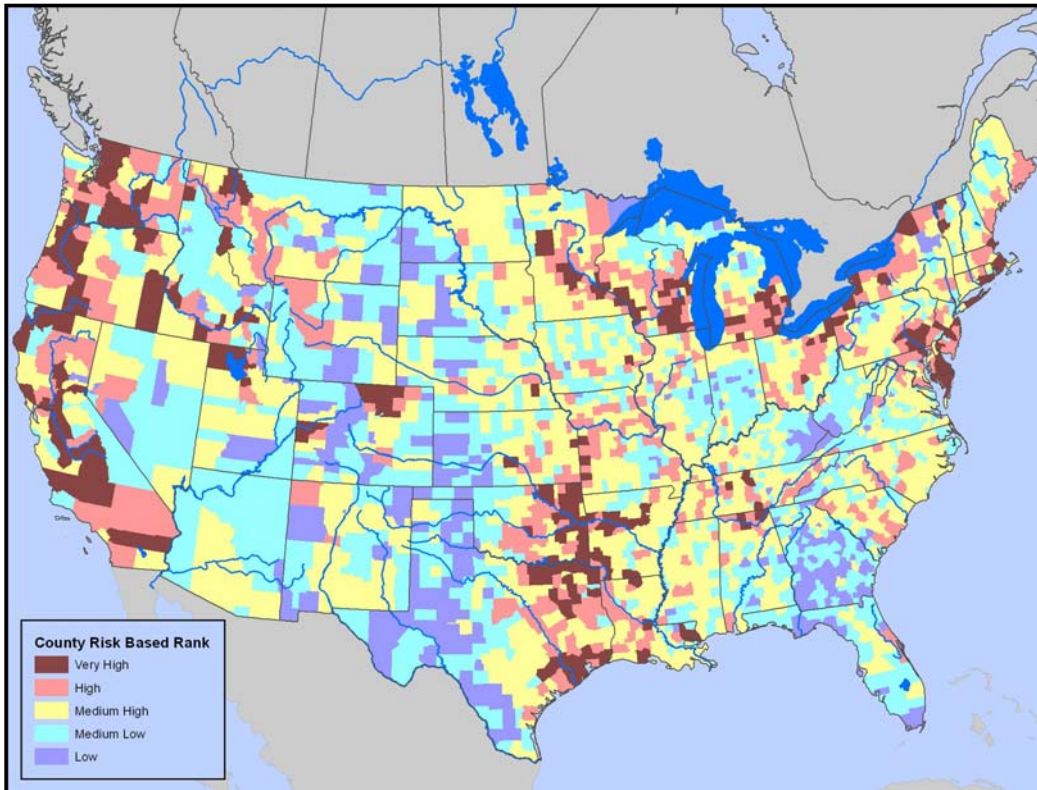 County Risk Based Rank
Very High
High
Medium High
Medium Low
Low